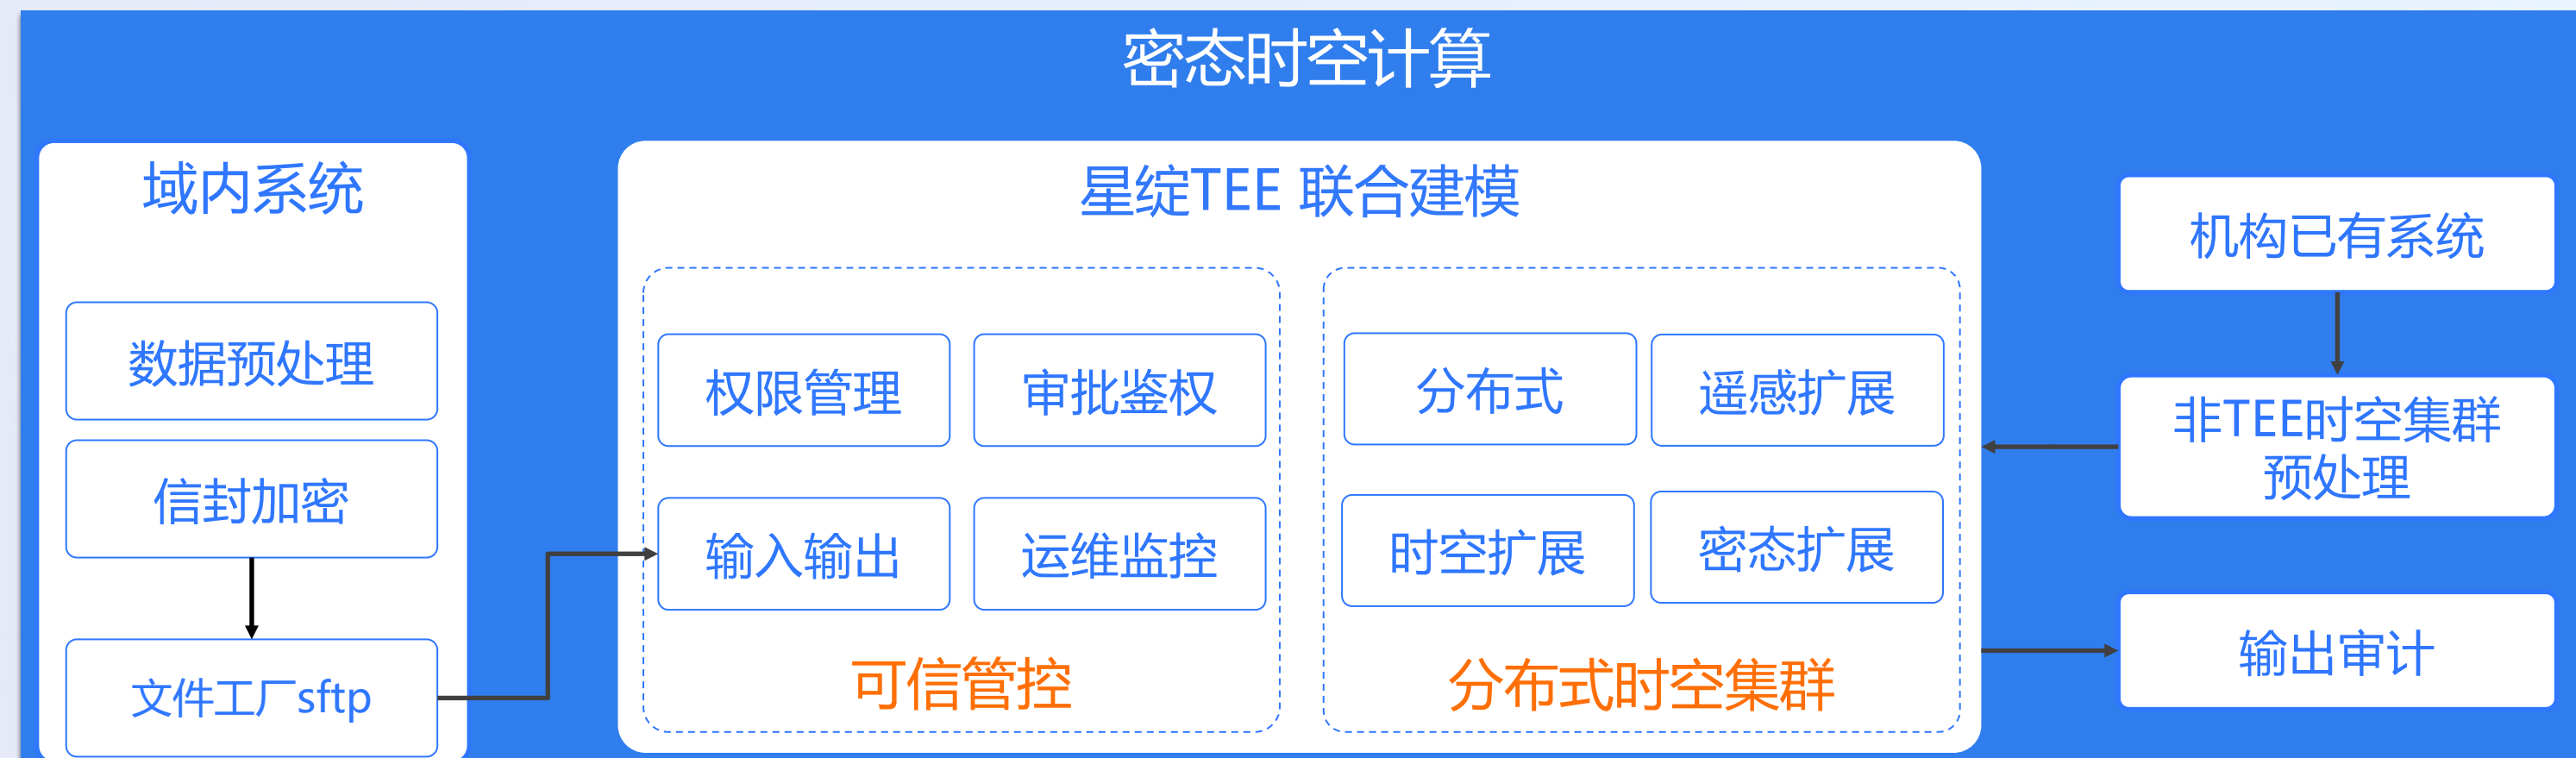 密态时空计算
域内系统
数据预处理
信封加密
文件工厂sftp
星绽TEE 联合建模
权限管理
审批鉴权
输入输出
运维监控
可信管控
分布式
遥感扩展
时空扩展
密态扩展
分布式时空集群
机构已有系统
非TEE时空集群
预处理
输出审计